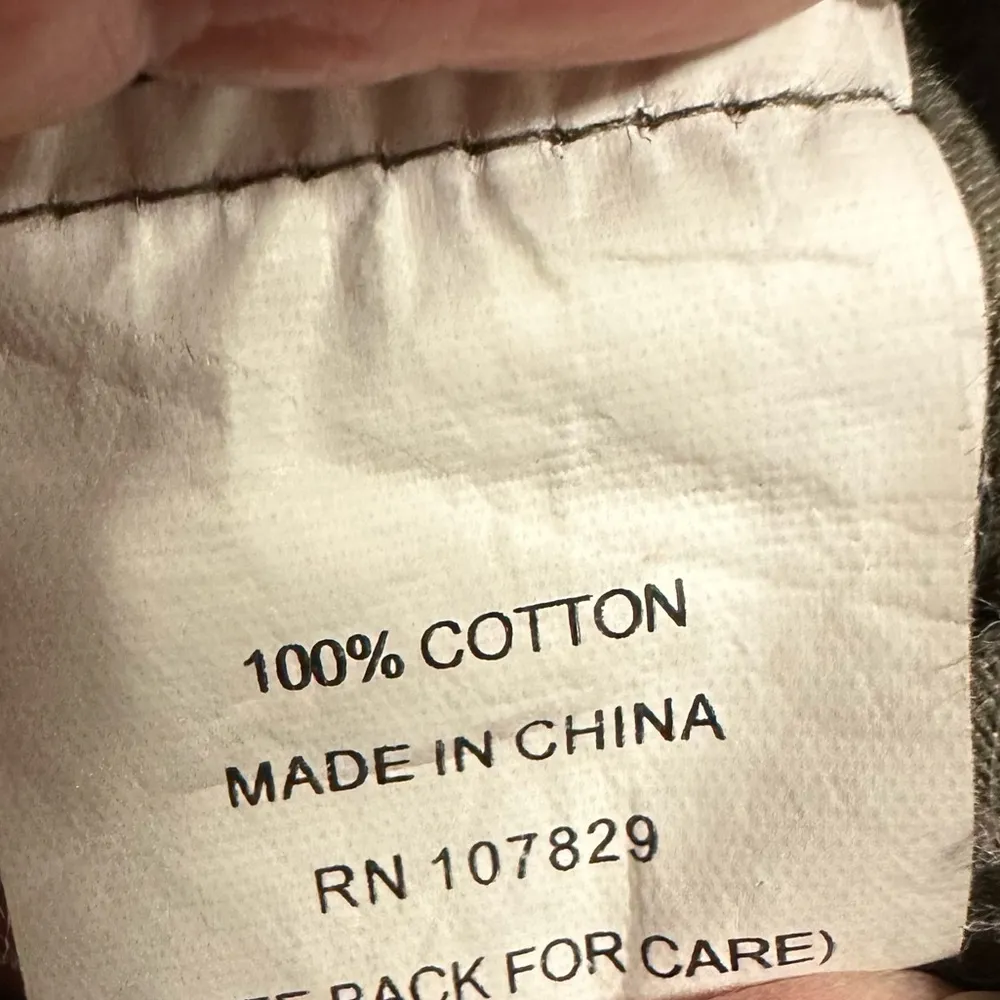 100% COTTON
MADE IN CHINA
RN 107829
BACK FOR CARE)